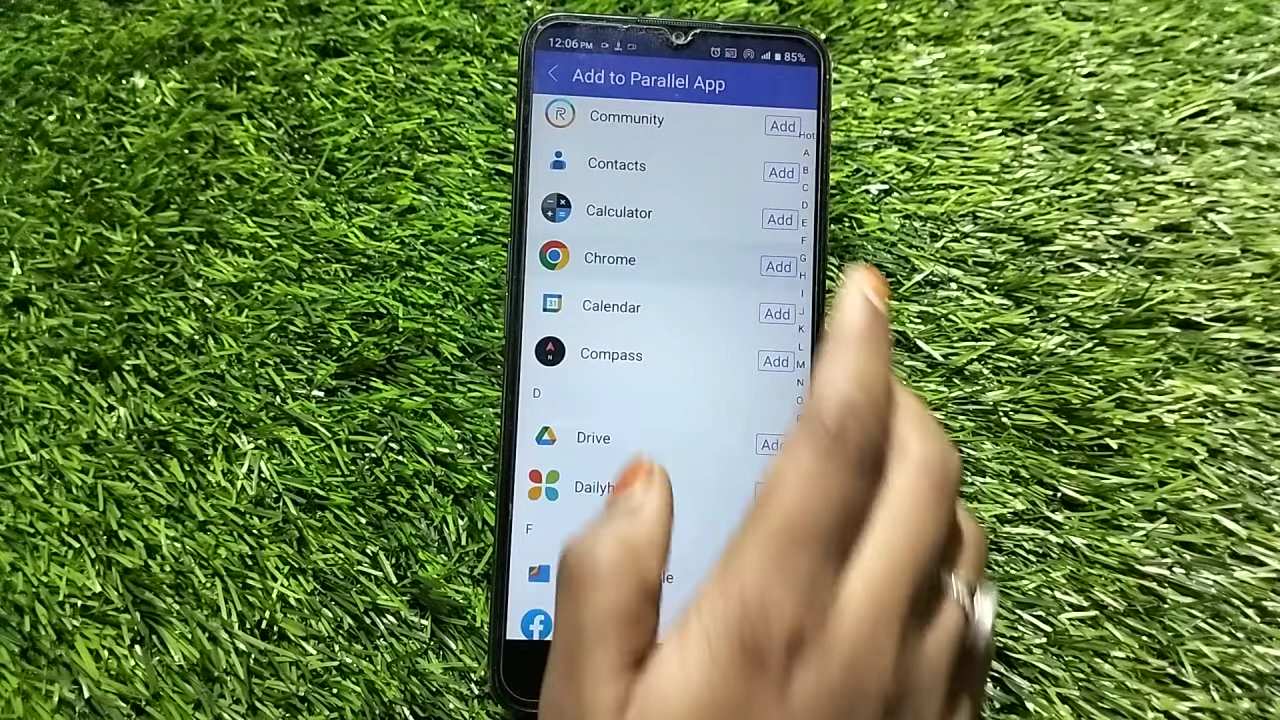 12:06 PM 85%
Add to Parallel App
Community Add
Hot
A
Contacts Add
B
C
D
Calculator Add
E
F
Chrome Add
G
H
I
Calendar Add
J
K
L
Compass Add
M
N
O
D
Drive
F